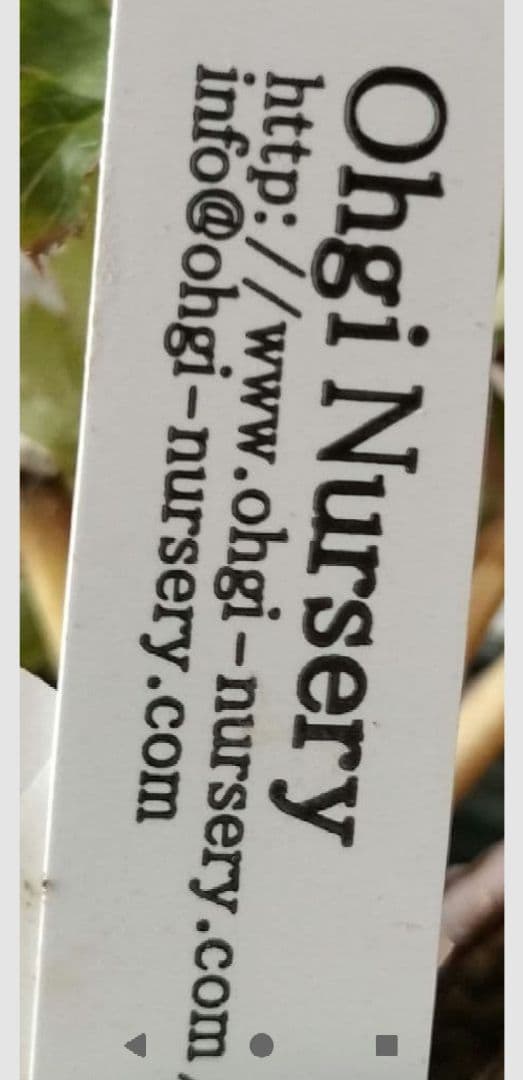 Ohgi Nursery
http://www.ohgi-nursery.com/
info@ohgi-nursery.com